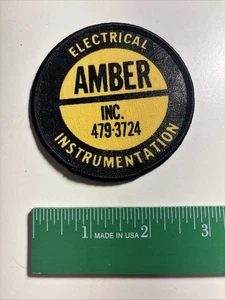 ELECTRICAL
AMBER
INC.
479-3724
INSTRUMENTATION
1 MADE IN USA 2 3